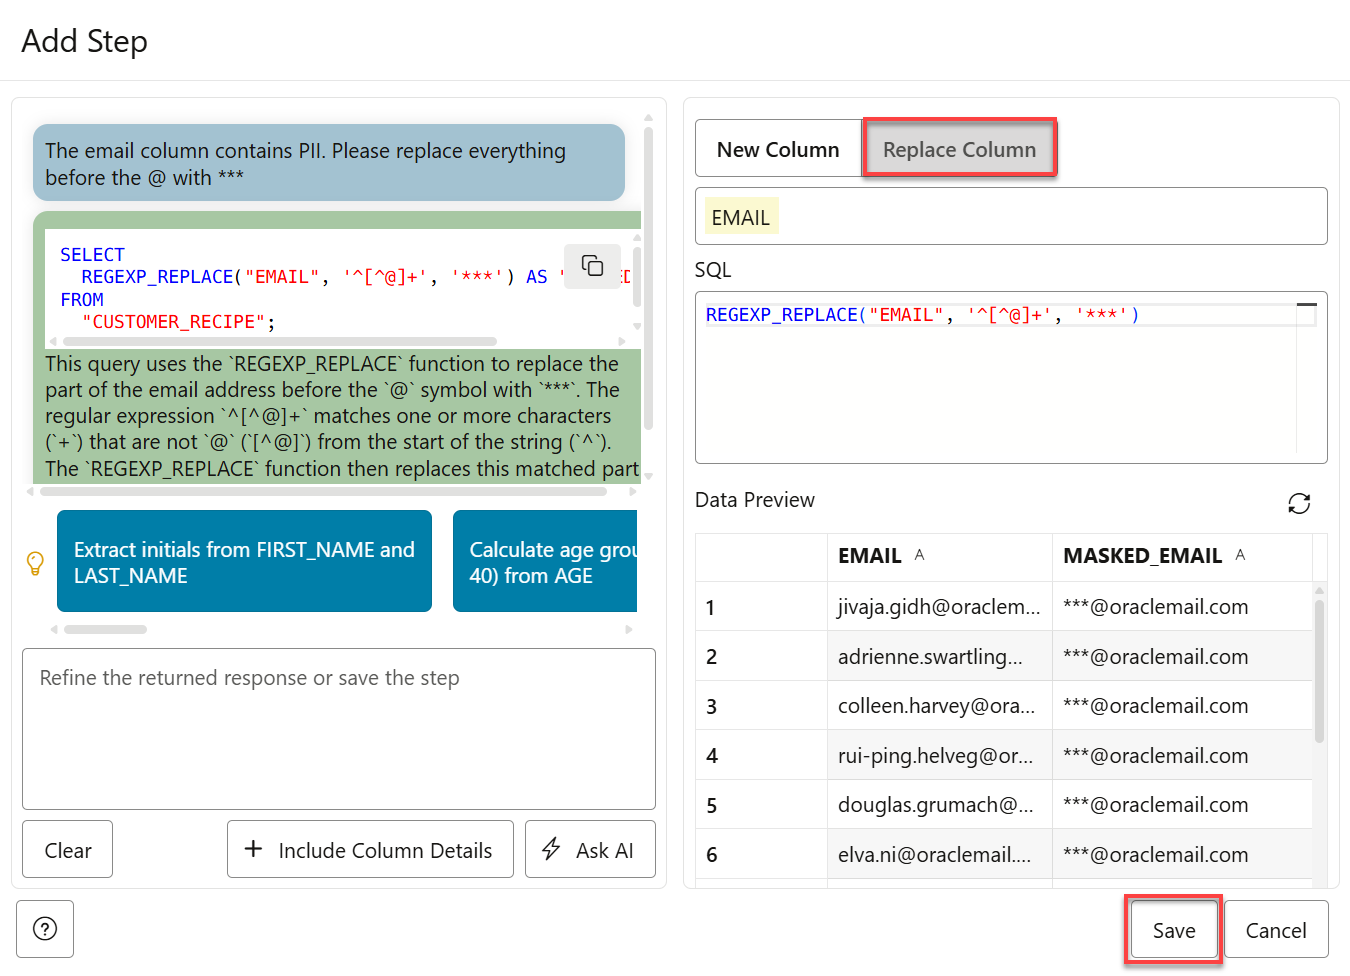 Add Step
The email column contains PII. Please replace everything
before the @ with ***
SELECT
REGEXP_REPLACE("EMAIL", '^[^@]+', '***') AS "
FROM
"CUSTOMER_RECIPE";
This query uses the `REGEXP_REPLACE` function to replace the
part of the email address before the `@` symbol with `***`. The
regular expression `^[^@]+` matches one or more characters
(`+`) that are not `@` (`[^@]`) from the start of the string (`^`).
The `REGEXP_REPLACE` function then replaces this matched part
Extract initials from FIRST_NAME and
LAST_NAME
Calculate age grou
40) from AGE
Refine the returned response or save the step
Clear
+ Include Column Details
Ask AI
New Column
Replace Column
EMAIL
SQL
REGEXP_REPLACE("EMAIL", '^[^@]+', '***')
Data Preview
EMAIL A MASKED_EMAIL A
1 jivaja.gidh@oraclem... ***@oraclemail.com
2 adrienne.swartling... ***@oraclemail.com
3 colleen.harvey@ora... ***@oraclemail.com
4 rui-ping.helveg@or... ***@oraclemail.com
5 douglas.grumach@... ***@oraclemail.com
6 elva.ni@oraclemail.... ***@oraclemail.com
?
Save
Cancel